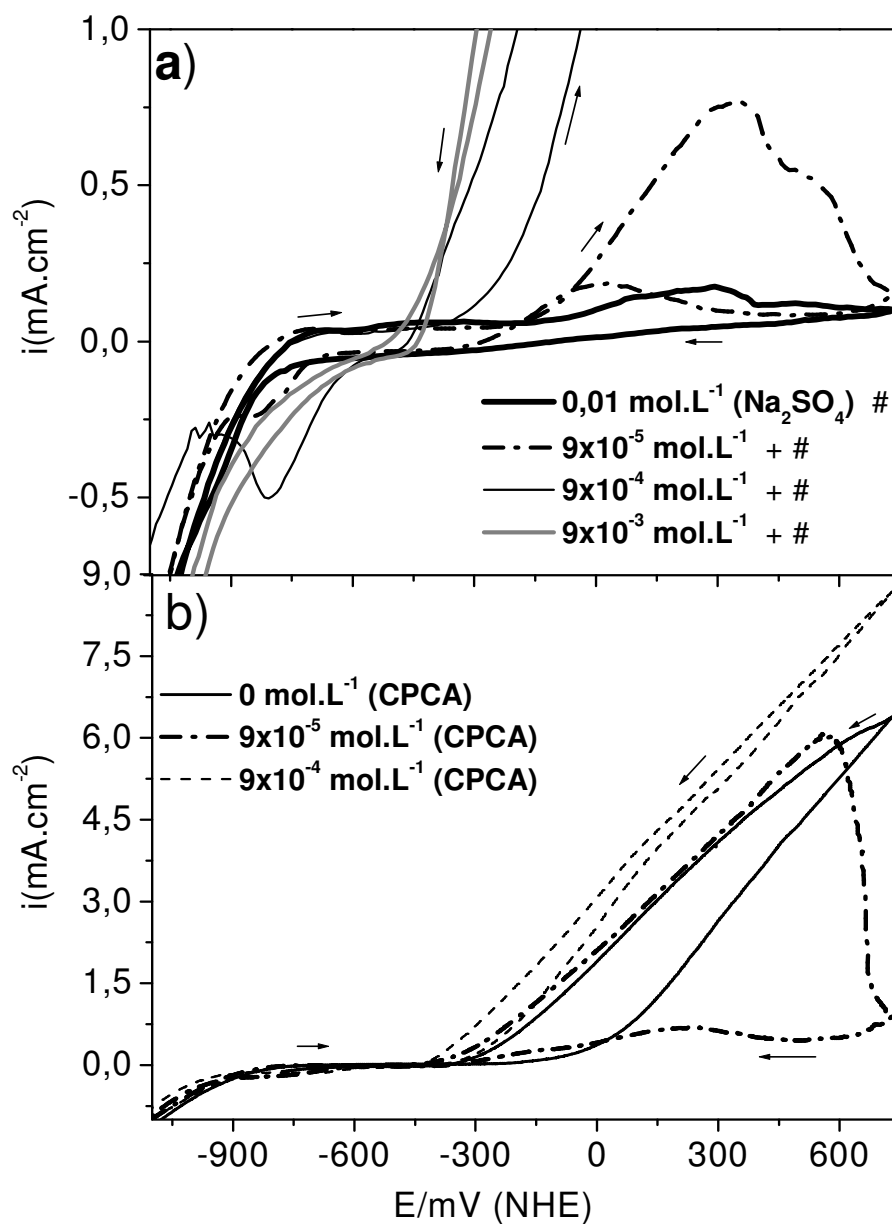 a)
i(mA.cm⁻²)
1,0
0,5
0,0
-0,5
0,01 mol.L⁻¹ (Na₂SO₄) #
9x10⁻⁵ mol.L⁻¹ + #
9x10⁻⁴ mol.L⁻¹ + #
9x10⁻³ mol.L⁻¹ + #
b)
i(mA.cm⁻²)
9,0
7,5
6,0
4,5
3,0
1,5
0,0
0 mol.L⁻¹ (CPCA)
9x10⁻⁵ mol.L⁻¹ (CPCA)
9x10⁻⁴ mol.L⁻¹ (CPCA)
-900 -600 -300 0 300 600
E/mV (NHE)